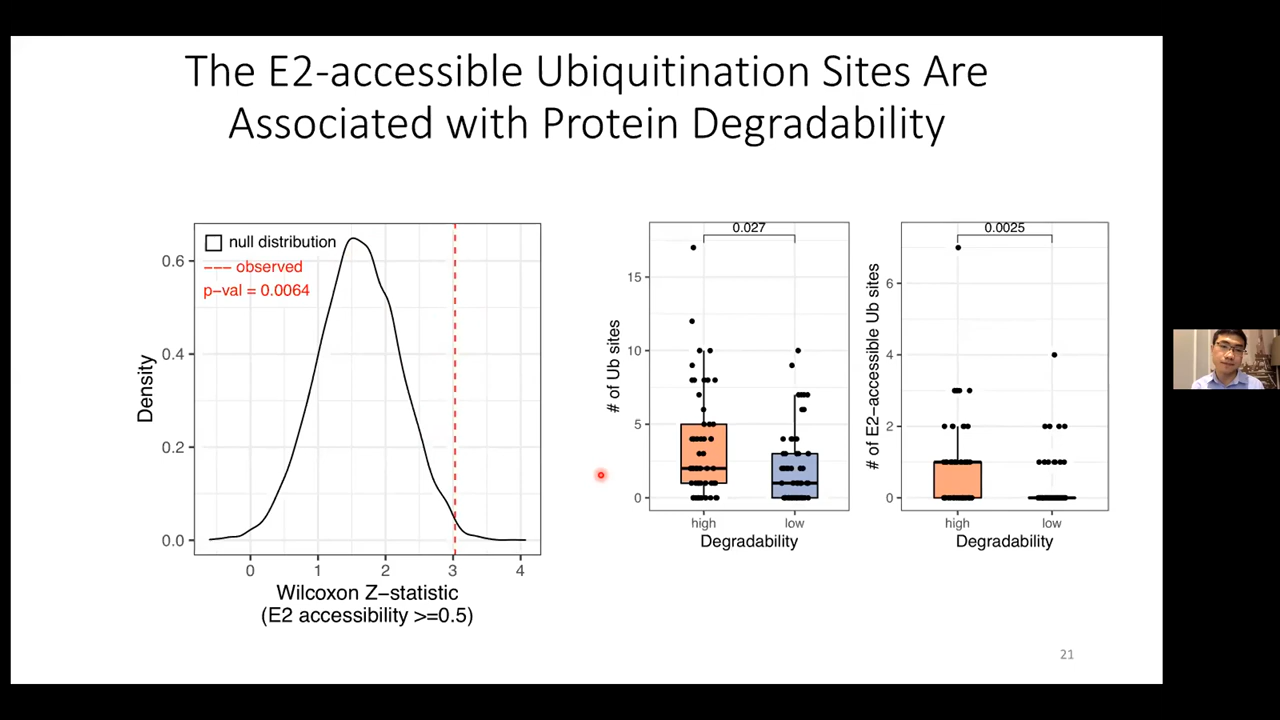 The E2-accessible Ubiquitination Sites Are
Associated with Protein Degradability
null distribution
observed
p-val = 0.0064
0.6
0.4
0.2
0.0
Density
0 1 2 3 4
Wilcoxon Z-statistic
(E2 accessibility >=0.5)
0.027
15
10
5
0
# of Ub sites
high low
Degradability
0.0025
6
4
2
0
# of E2-accessible Ub sites
high low
Degradability
21